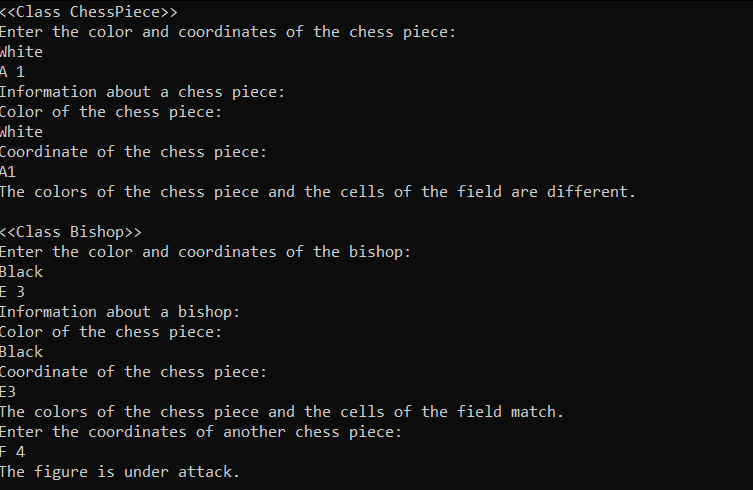 <<Class ChessPiece>>
Enter the color and coordinates of the chess piece:
White
A 1
Information about a chess piece:
Color of the chess piece:
White
Coordinate of the chess piece:
A1
The colors of the chess piece and the cells of the field are different.

<<Class Bishop>>
Enter the color and coordinates of the bishop:
Black
E 3
Information about a bishop:
Color of the chess piece:
Black
Coordinate of the chess piece:
E3
The colors of the chess piece and the cells of the field match.
Enter the coordinates of another chess piece:
F 4
The figure is under attack.